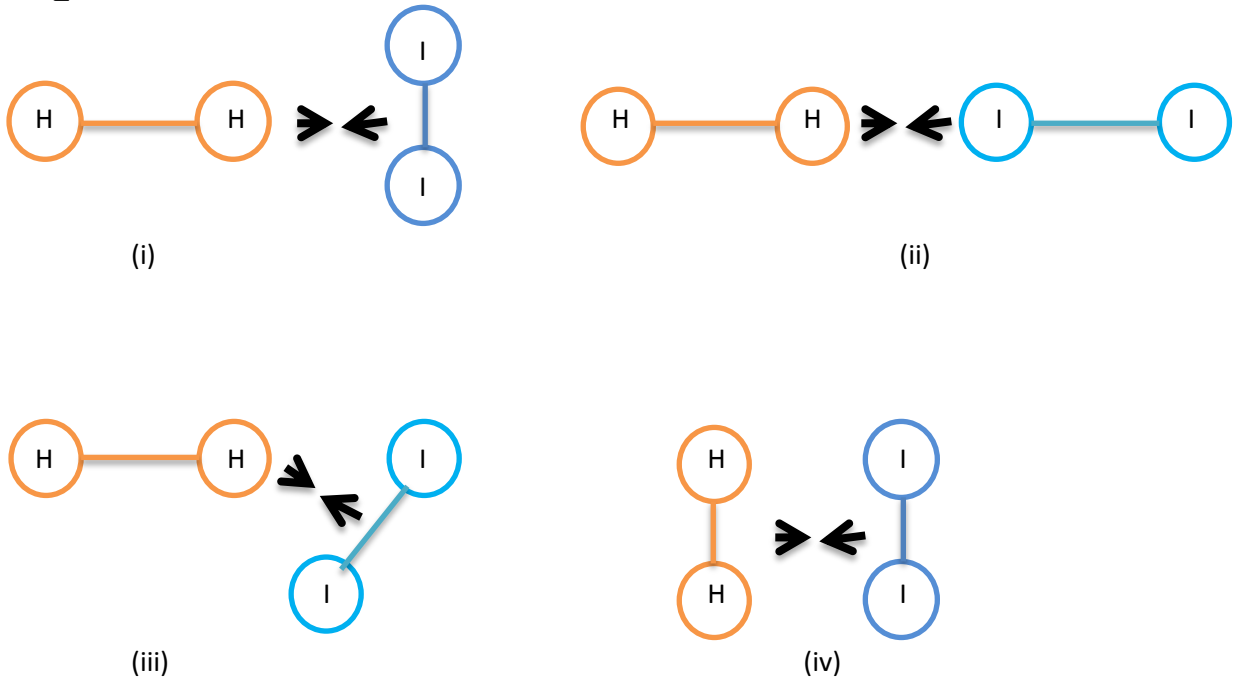 I
H H
I
H H I I
(i) (ii)
H H I
I
H I
H I
(iii) (iv)